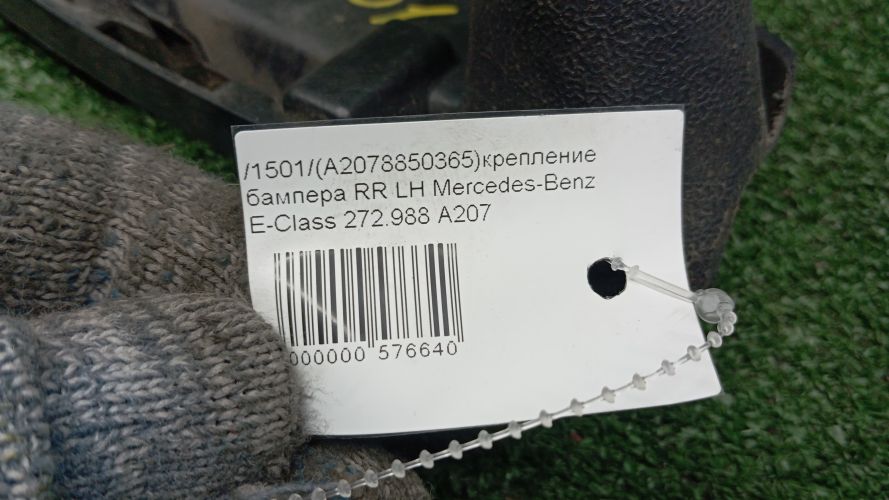 /1501/(A2078850365)крепление
бампера RR LH Mercedes-Benz
E-Class 272.988 A207
000000 576640